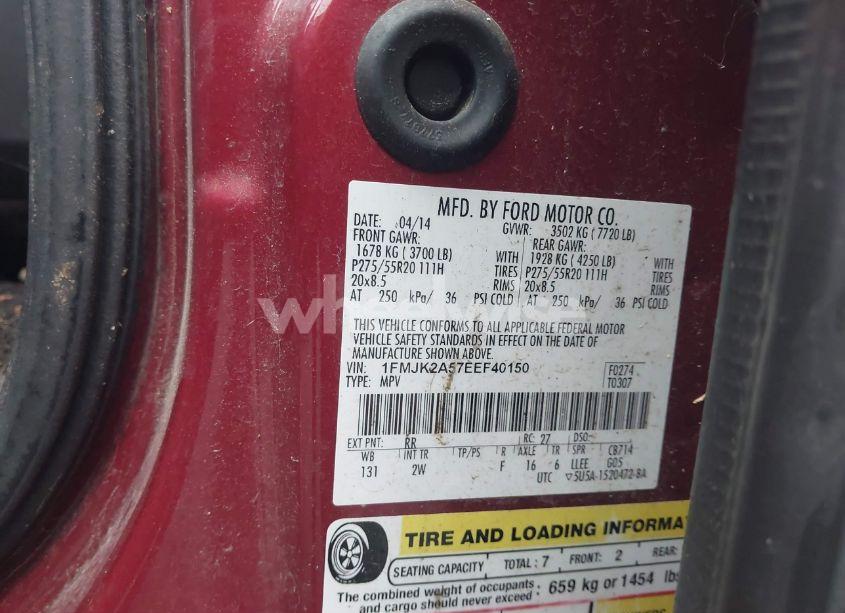 MFD. BY FORD MOTOR CO.
DATE: 04/14 GVWR: 3502 KG ( 7720 LB)
FRONT GAWR: REAR GAWR:
1678 KG ( 3700 LB) WITH 1928 KG ( 4250 LB) WITH
P275/55R20 111H TIRES P275/55R20 111H TIRES
20x8.5 RIMS 20x8.5 RIMS
AT 250 kPa/ 36 PSI COLD AT 250 kPa/ 36 PSI COLD
wheelwise
THIS VEHICLE CONFORMS TO ALL APPLICABLE FEDERAL MOTOR
VEHICLE SAFETY STANDARDS IN EFFECT ON THE DATE OF
MANUFACTURE SHOWN ABOVE.
VIN: 1FMJK2A57EEF40150 F0274
TYPE: MPV T0307
EXT PNT: RR RC: 27 DSO:
WB INT TR TP/PS R AXLE TR SPR CB714
131 2W F 16 6 LLEE G05
UTC ▽5U5A-1520472-BA
TIRE AND LOADING INFORMA
SEATING CAPACITY TOTAL: 7 FRONT: 2 REAR:
The combined weight of occupants
and cargo should never exceed: 659 kg or 1454 lbs